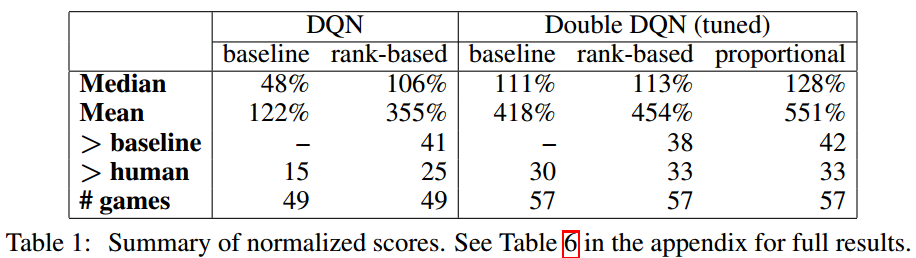 DQN Double DQN (tuned)
baseline rank-based baseline rank-based proportional
Median 48% 106% 111% 113% 128%
Mean 122% 355% 418% 454% 551%
> baseline – 41 – 38 42
> human 15 25 30 33 33
# games 49 49 57 57 57
Table 1: Summary of normalized scores. See Table 6 in the appendix for full results.